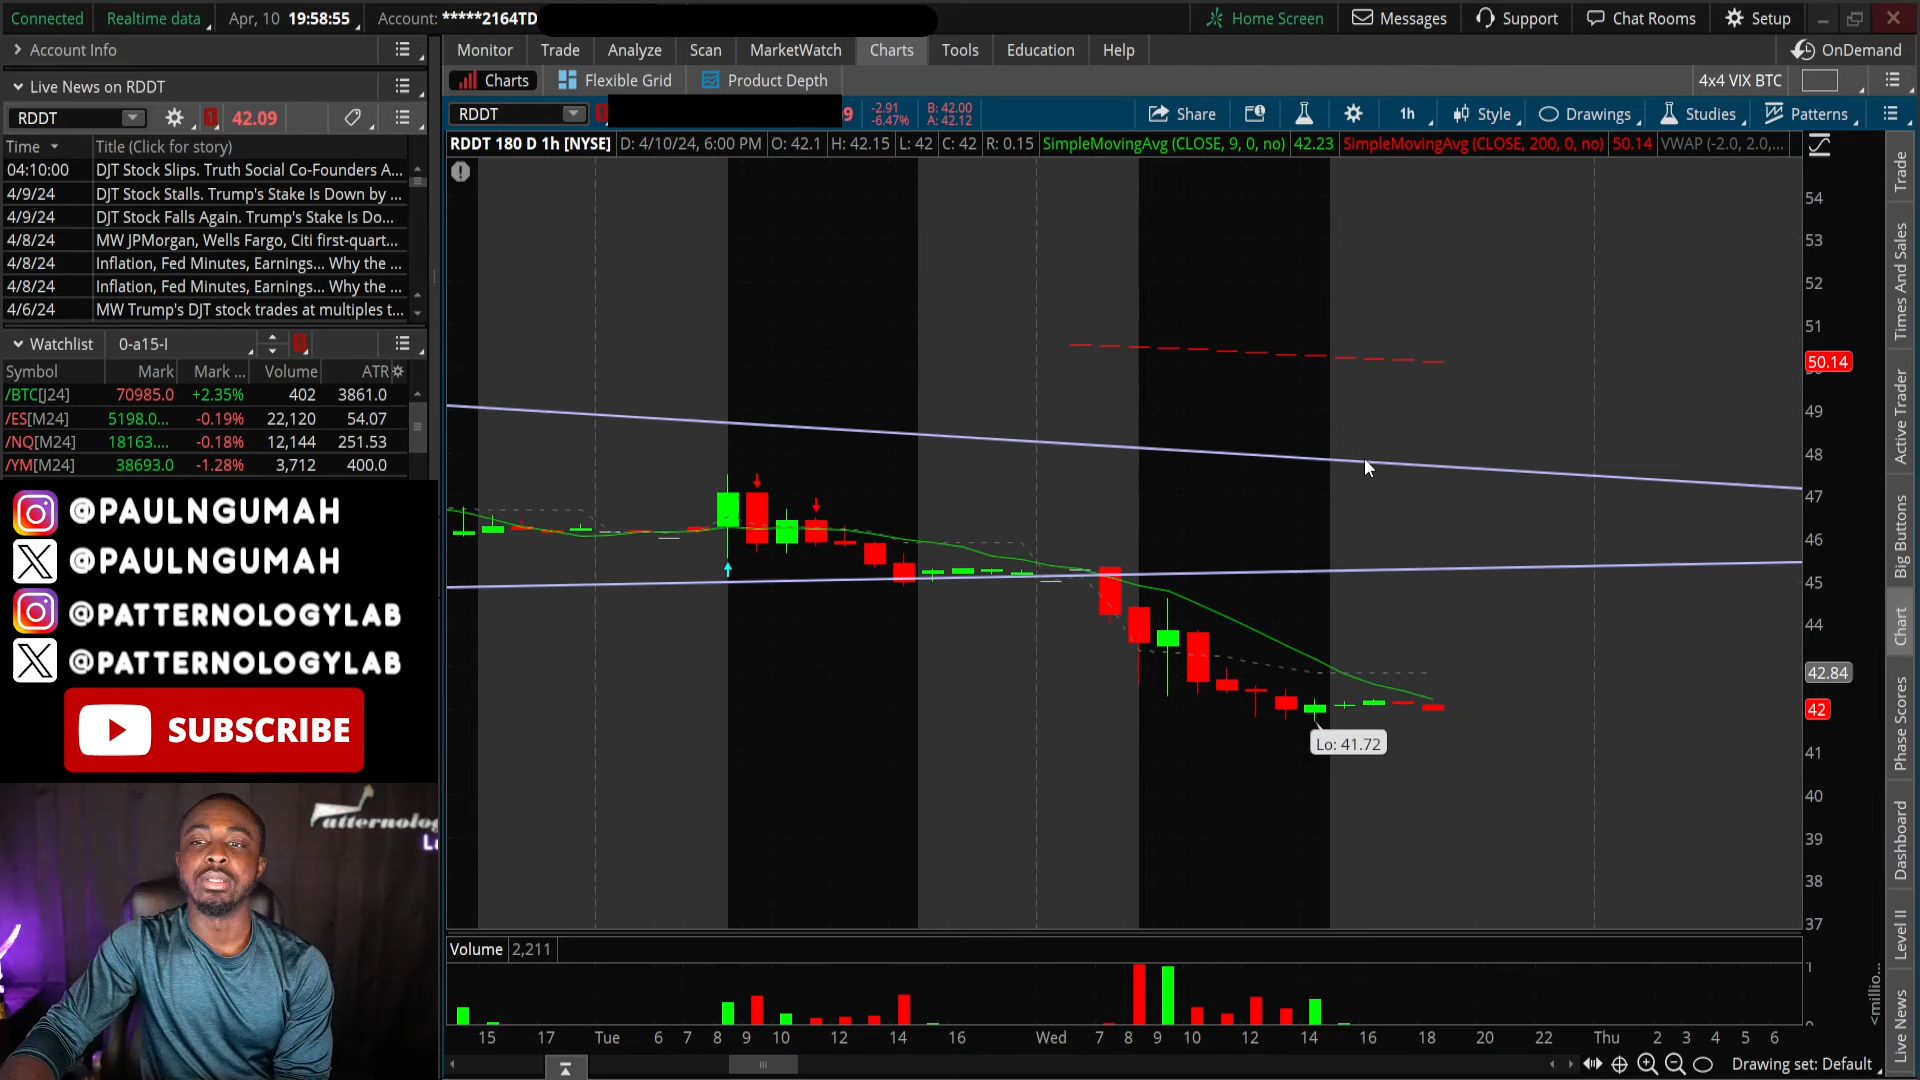 Connected
Realtime data
Apr, 10 19:58:55
Account: *****2164TD
Home Screen
Messages
Support
Chat Rooms
Setup
Account Info
Monitor
Trade
Analyze
Scan
MarketWatch
Charts
Tools
Education
Help
OnDemand
Live News on RDDT
Charts
Flexible Grid
Product Depth
4x4 VIX BTC
RDDT
42.09
RDDT
9
-2.91
-6.47%
B: 42.00
A: 42.12
Share
1h
Style
Drawings
Studies
Patterns
Time
Title (Click for story)
04:10:00 DJT Stock Slips. Truth Social Co-Founders A...
4/9/24 DJT Stock Stalls. Trump's Stake Is Down by ...
4/9/24 DJT Stock Falls Again. Trump's Stake Is Do...
4/8/24 MW JPMorgan, Wells Fargo, Citi first-quart...
4/8/24 Inflation, Fed Minutes, Earnings... Why the ...
4/8/24 Inflation, Fed Minutes, Earnings... Why the ...
4/6/24 MW Trump's DJT stock trades at multiples t...
RDDT 180 D 1h [NYSE]
D: 4/10/24, 6:00 PM
O: 42.1
H: 42.15
L: 42
C: 42
R: 0.15
SimpleMovingAvg (CLOSE, 9, 0, no)
42.23
SimpleMovingAvg (CLOSE, 200, 0, no)
50.14
VWAP (-2.0, 2.0,...
Watchlist
0-a15-I
Symbol Mark Mark ... Volume ATR
/BTC[J24] 70985.0 +2.35% 402 3861.0
/ES[M24] 5198.0... -0.19% 22,120 54.07
/NQ[M24] 18163.... -0.18% 12,144 251.53
/YM[M24] 38693.0 -1.28% 3,712 400.0
@PAULNGUMAH
@PAULNGUMAH
@PATTERNOLOGYLAB
@PATTERNOLOGYLAB
SUBSCRIBE
54
53
52
51
50.14
49
48
47
46
45
44
42.84
42
41
40
39
38
37
Lo: 41.72
Volume
2,211
15 17 Tue 6 7 8 9 10 12 14 16 Wed 7 8 9 10 12 14 16 18 20 22 Thu 2 3 4 5 6
Drawing set: Default
Trade
Times And Sales
Active Trader
Big Buttons
Chart
Phase Scores
Dashboard
Level II
Live News
<millio...